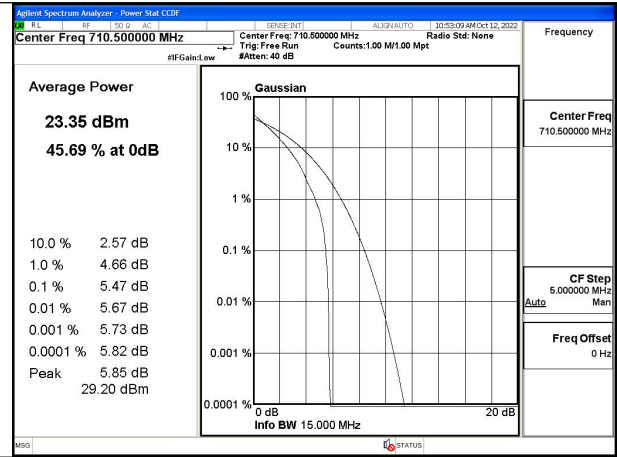 Agilent Spectrum Analyzer - Power Stat CCDF
RL RF 50 Ω AC SENSE:INT ALIGN AUTO 10:53:09 AM Oct 12, 2022
Center Freq 710.500000 MHz
Center Freq: 710.500000 MHz Radio Std: None
Trig: Free Run Counts:1.00 M/1.00 Mpt
#IFGain:Low #Atten: 40 dB
Frequency
Average Power
23.35 dBm
45.69 % at 0dB
10.0 % 2.57 dB
1.0 % 4.66 dB
0.1 % 5.47 dB
0.01 % 5.67 dB
0.001 % 5.73 dB
0.0001 % 5.82 dB
Peak 5.85 dB
29.20 dBm
Gaussian
100 %
10 %
1 %
0.1 %
0.01 %
0.001 %
0.0001 %
0 dB 20 dB
Info BW 15.000 MHz
Center Freq
710.500000 MHz
CF Step
5.000000 MHz
Auto Man
Freq Offset
0 Hz
MSG STATUS